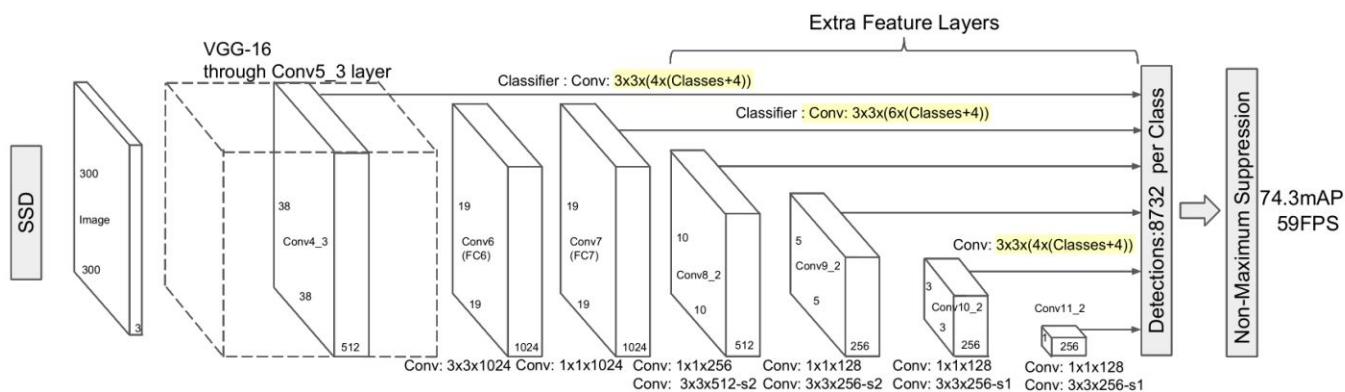 Extra Feature Layers
VGG-16
through Conv5_3 layer
Classifier : Conv: 3x3x(4x(Classes+4))
Classifier : Conv: 3x3x(6x(Classes+4))
SSD
300
Image
300
3
38
Conv4_3
38
512
19
Conv6
(FC6)
19
1024
19
Conv7
(FC7)
19
1024
10
Conv8_2
10
512
5
Conv9_2
5
256
Conv: 3x3x(4x(Classes+4))
3
Conv10_2
3
256
Conv11_2
1
256
Detections:8732 per Class
Non-Maximum Suppression
74.3mAP
59FPS
Conv: 3x3x1024
Conv: 1x1x1024
Conv: 1x1x256
Conv: 3x3x512-s2
Conv: 1x1x128
Conv: 3x3x256-s2
Conv: 1x1x128
Conv: 3x3x256-s1
Conv: 1x1x128
Conv: 3x3x256-s1